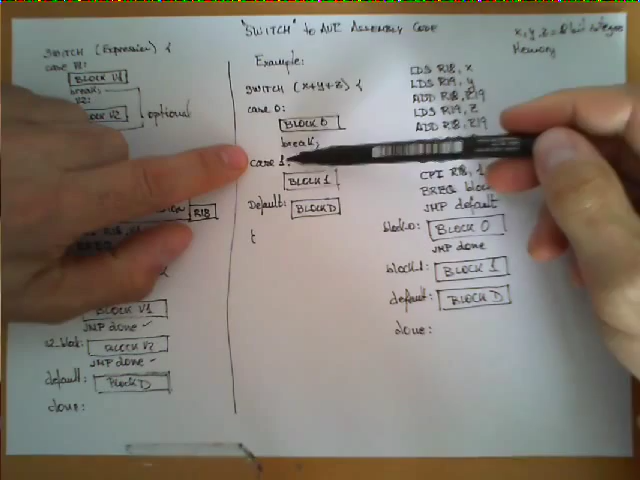 "SWITCH" to AVR Assembly Code
x, y, z = 8 bit integers
Memory
SWITCH (Expression) {
case V1:
BLOCK V1
break;
V2:
BLOCK V2
optional
R18
BREQ
BLOCK V1
JMP done ✓
v2_block: BLOCK V2
JMP done ✓
default: BLOCK D
done:
Example:
SWITCH (x+y+z) {
case 0:
BLOCK 0
break;
case 1:
BLOCK 1
Default: BLOCK D
LDS R18, x
LDS R19, y
ADD R18, R19
LDS R19, z
ADD R18, R19
CPI R18, 1
BREQ block
JMP default
block0: BLOCK 0
JMP done
block1: BLOCK 1
default: BLOCK D
done: